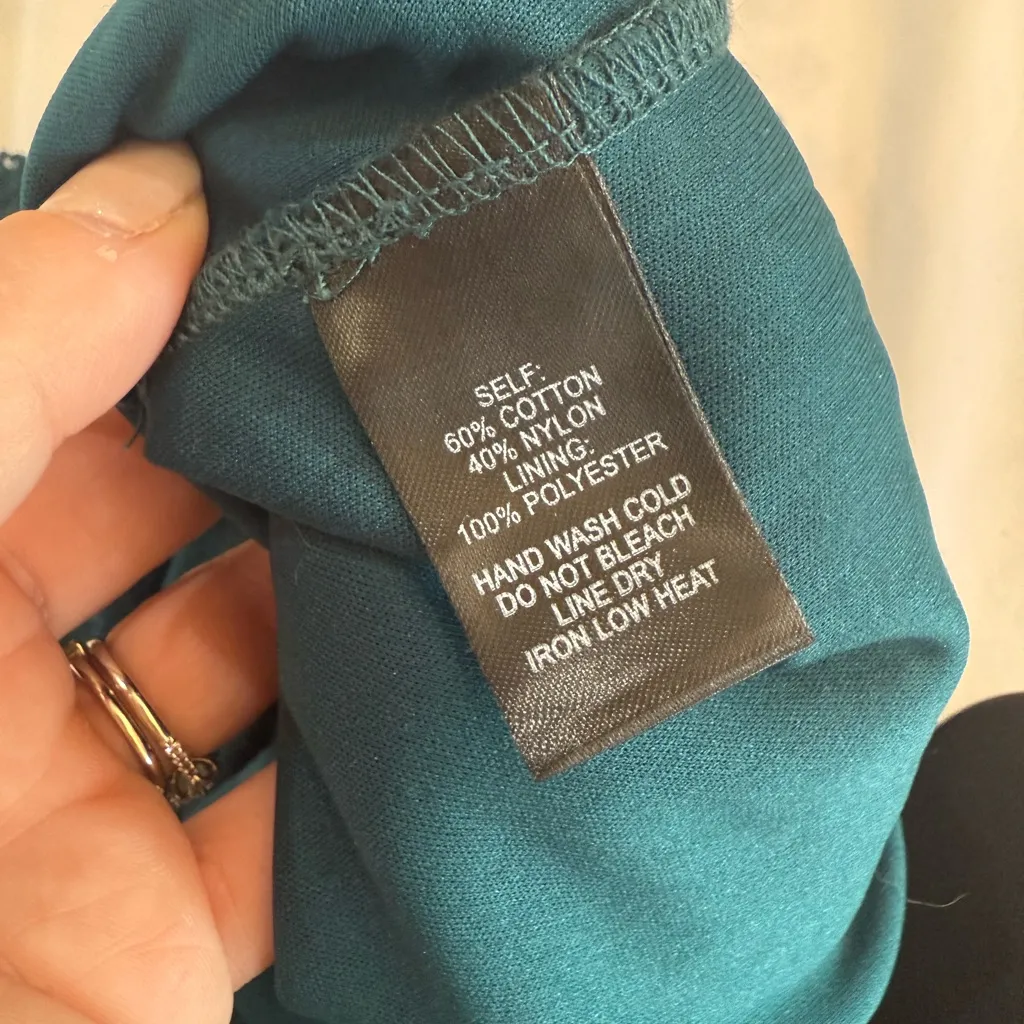 SELF:
60% COTTON
40% NYLON
LINING:
100% POLYESTER
HAND WASH COLD
DO NOT BLEACH
LINE DRY
IRON LOW HEAT